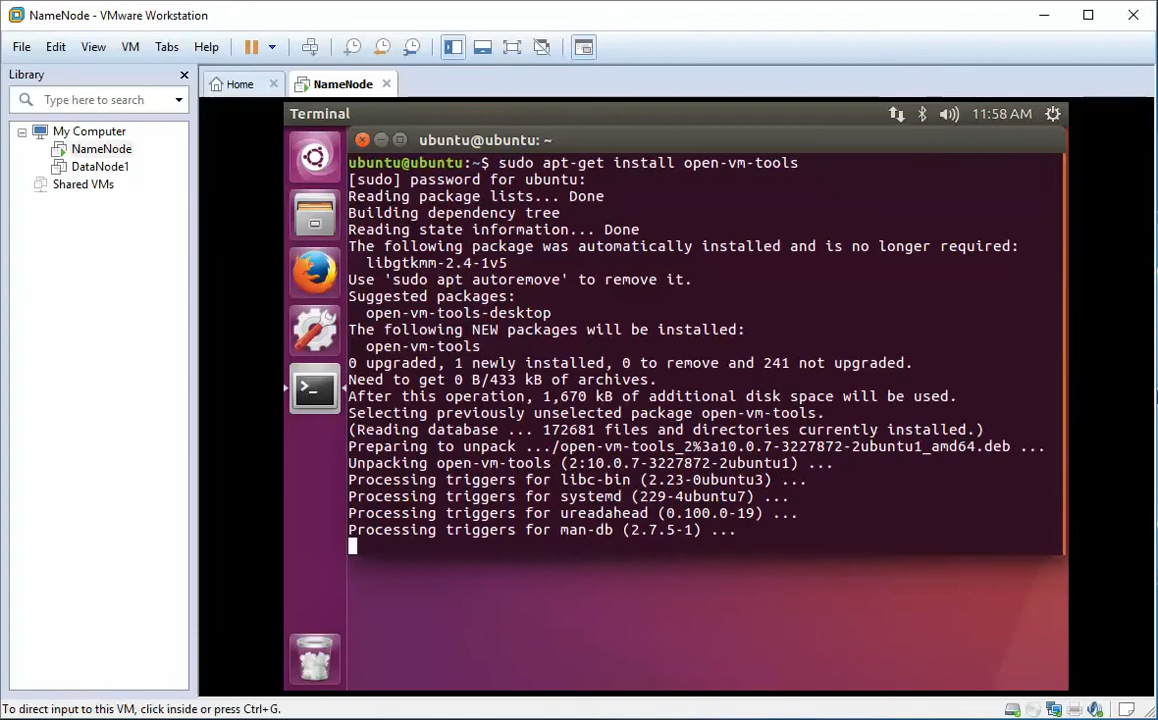 NameNode - VMware Workstation
File Edit View VM Tabs Help
Library
Type here to search
My Computer
NameNode
DataNode1
Shared VMs
Home
NameNode
Terminal
11:58 AM
ubuntu@ubuntu: ~
ubuntu@ubuntu:~$ sudo apt-get install open-vm-tools
[sudo] password for ubuntu:
Reading package lists... Done
Building dependency tree
Reading state information... Done
The following package was automatically installed and is no longer required:
  libgtkmm-2.4-1v5
Use 'sudo apt autoremove' to remove it.
Suggested packages:
  open-vm-tools-desktop
The following NEW packages will be installed:
  open-vm-tools
0 upgraded, 1 newly installed, 0 to remove and 241 not upgraded.
Need to get 0 B/433 kB of archives.
After this operation, 1,670 kB of additional disk space will be used.
Selecting previously unselected package open-vm-tools.
(Reading database ... 172681 files and directories currently installed.)
Preparing to unpack .../open-vm-tools_2%3a10.0.7-3227872-2ubuntu1_amd64.deb ...
Unpacking open-vm-tools (2:10.0.7-3227872-2ubuntu1) ...
Processing triggers for libc-bin (2.23-0ubuntu3) ...
Processing triggers for systemd (229-4ubuntu7) ...
Processing triggers for ureadahead (0.100.0-19) ...
Processing triggers for man-db (2.7.5-1) ...
To direct input to this VM, click inside or press Ctrl+G.